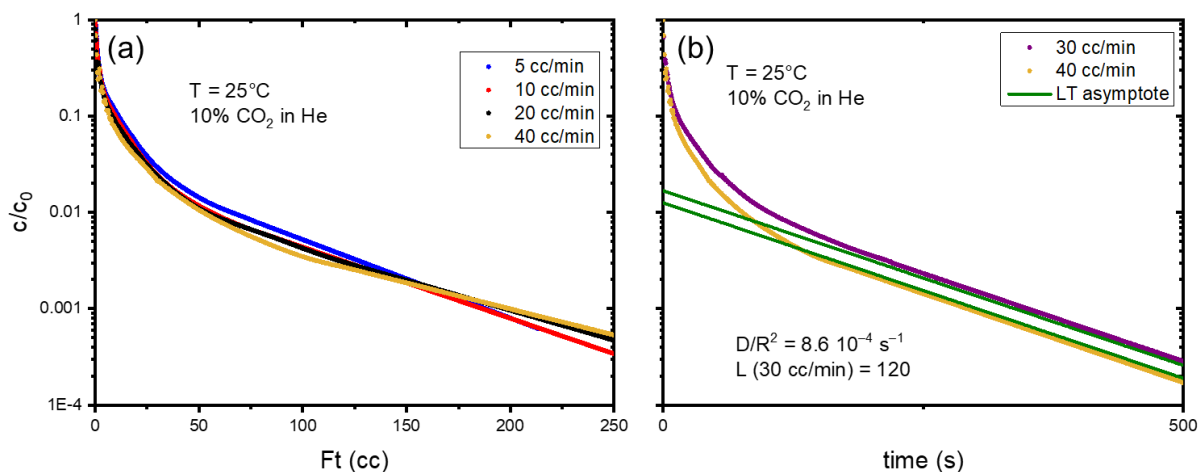 (a)
T = 25°C
10% CO₂ in He
5 cc/min
10 cc/min
20 cc/min
40 cc/min
c/c₀
1
0.1
0.01
0.001
1E-4
0
50
100
150
200
250
Ft (cc)
(b)
T = 25°C
10% CO₂ in He
30 cc/min
40 cc/min
LT asymptote
D/R² = 8.6 10⁻⁴ s⁻¹
L (30 cc/min) = 120
0
500
time (s)